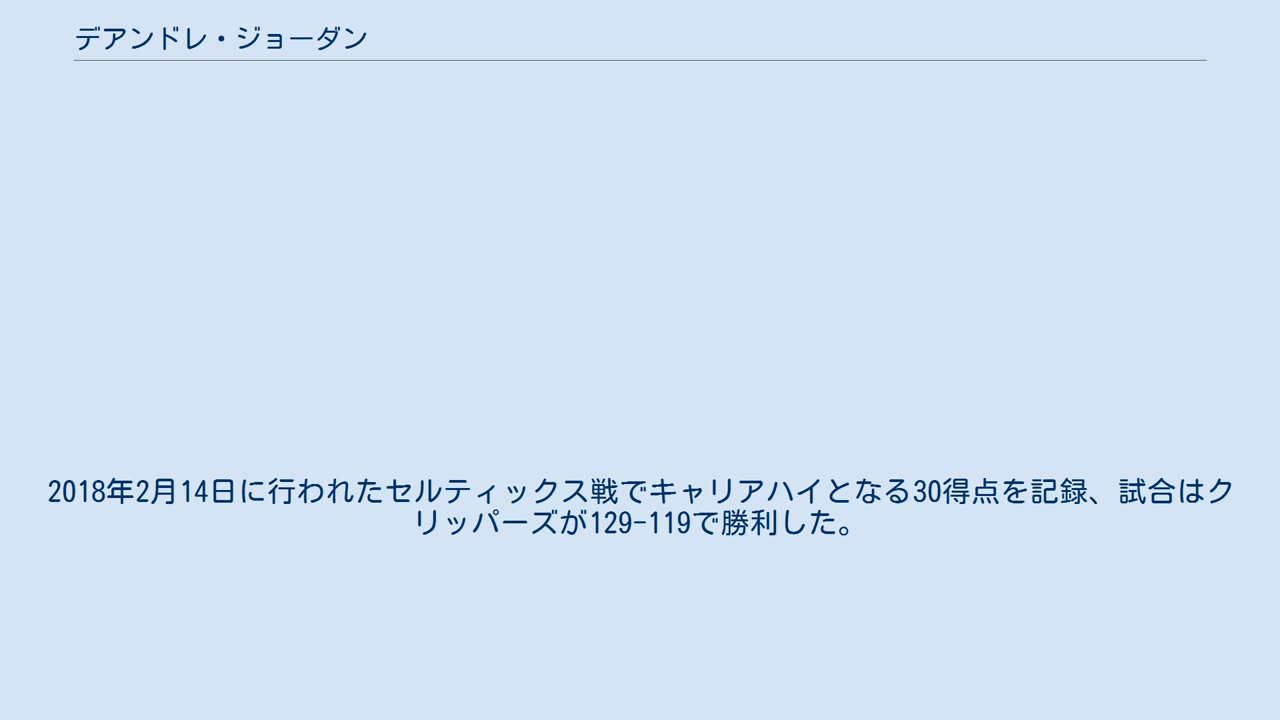 デアンドレ・ジョーダン
2018年2月14日に行われたセルティックス戦でキャリアハイとなる30得点を記録、試合はク
リッパーズが129-119で勝利した。